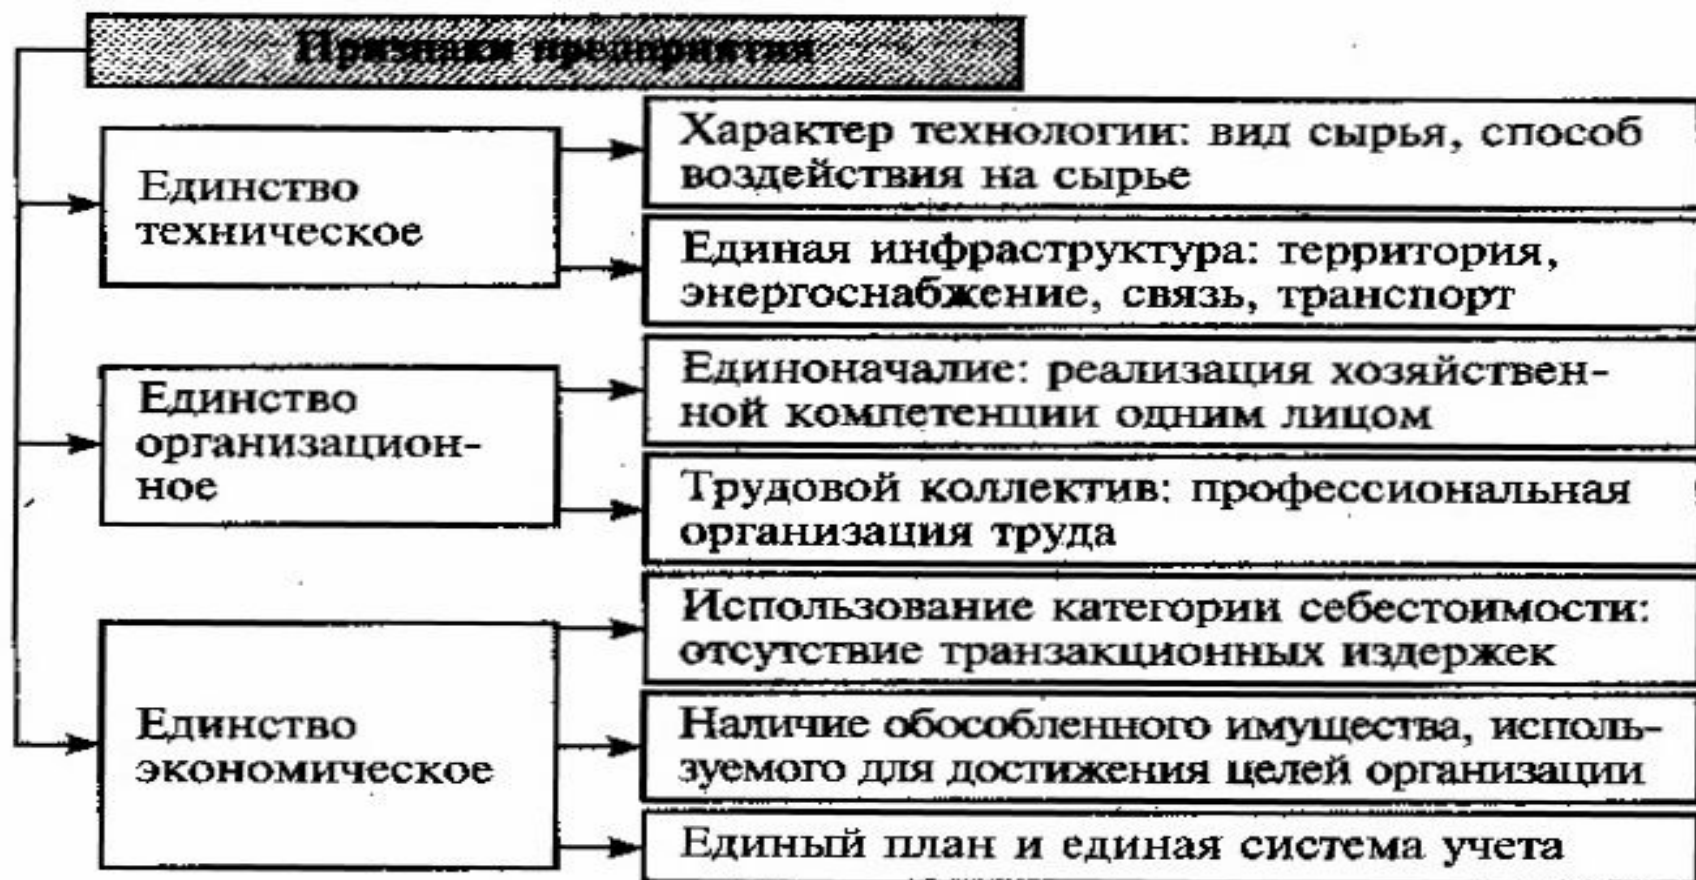 Признаки предприятия
Единство
техническое
Характер технологии: вид сырья, способ
воздействия на сырье
Единая инфраструктура: территория,
энергоснабжение, связь, транспорт
Единство
организацион-
ное
Единоначалие: реализация хозяйствен-
ной компетенции одним лицом
Трудовой коллектив: профессиональная
организация труда
Единство
экономическое
Использование категории себестоимости:
отсутствие транзакционных издержек
Наличие обособленного имущества, исполь-
зуемого для достижения целей организации
Единый план и единая система учета